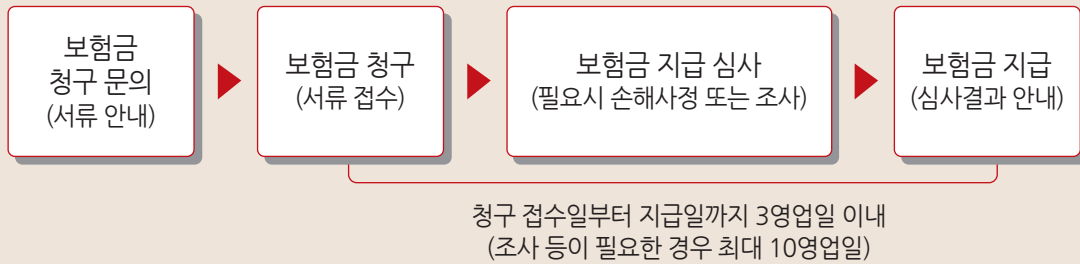 보험금
청구 문의
(서류 안내)
보험금 청구
(서류 접수)
보험금 지급 심사
(필요시 손해사정 또는 조사)
보험금 지급
(심사결과 안내)
청구 접수일부터 지급일까지 3영업일 이내
(조사 등이 필요한 경우 최대 10영업일)